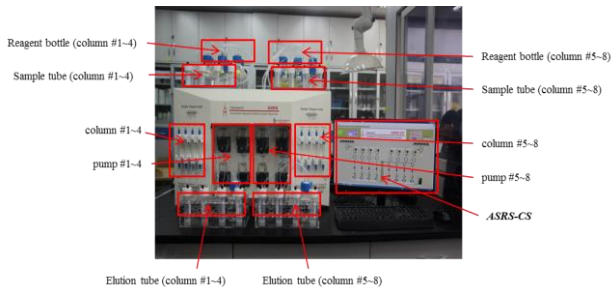 Reagent bottle (column #1~4)
Reagent bottle (column #5~8)
Sample tube (column #1~4)
Sample tube (column #5~8)
column #1~4
column #5~8
pump #1~4
pump #5~8
ASRS-CS
Elution tube (column #1~4)
Elution tube (column #5~8)